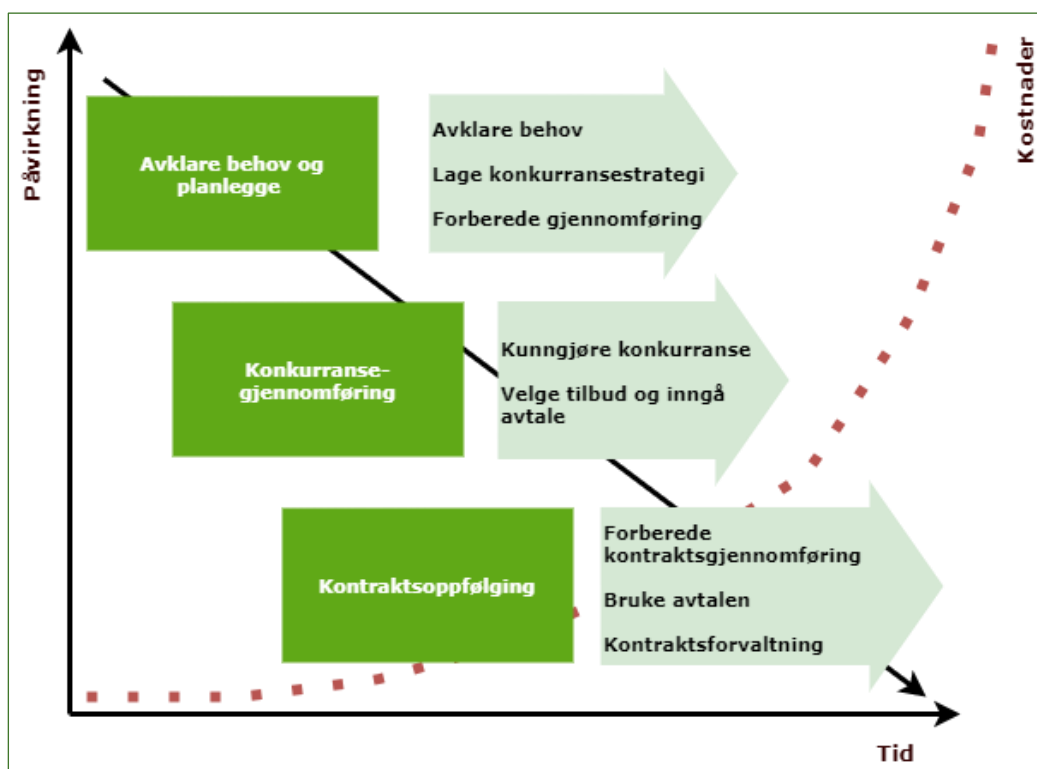 Påvirkning
Kostnader
Avklare behov og
planlegge
Avklare behov
Lage konkurransestrategi
Forberede gjennomføring
Konkurranse-
gjennomføring
Kunngjøre konkurranse
Velge tilbud og inngå
avtale
Kontraktsoppfølging
Forberede
kontraktsgjennomføring
Bruke avtalen
Kontraktsforvaltning
Tid